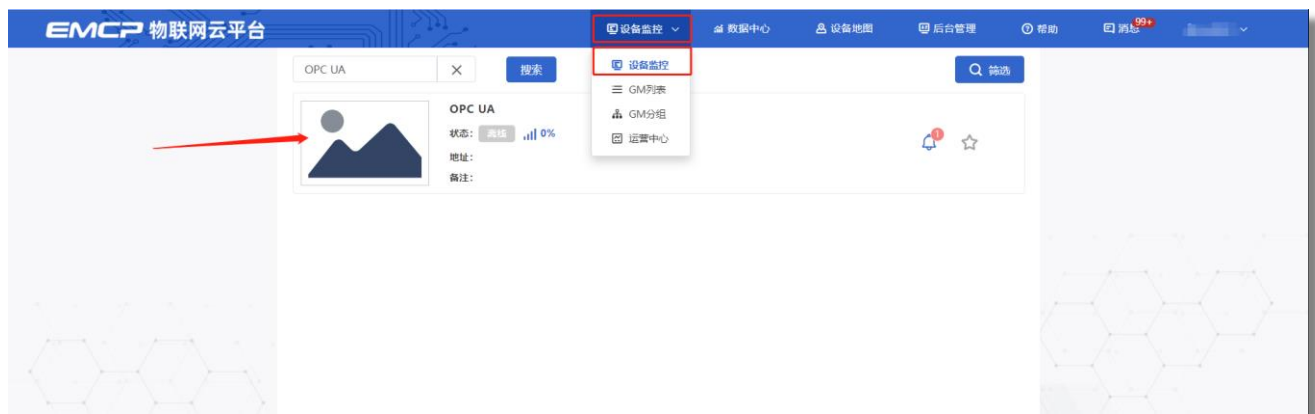 EMCP 物联网云平台
设备监控
数据中心
设备地图
后台管理
帮助
消息
99+
OPC UA
搜索
设备监控
GM列表
GM分组
运营中心
筛选
OPC UA
状态: 离线 0%
地址:
备注:
1